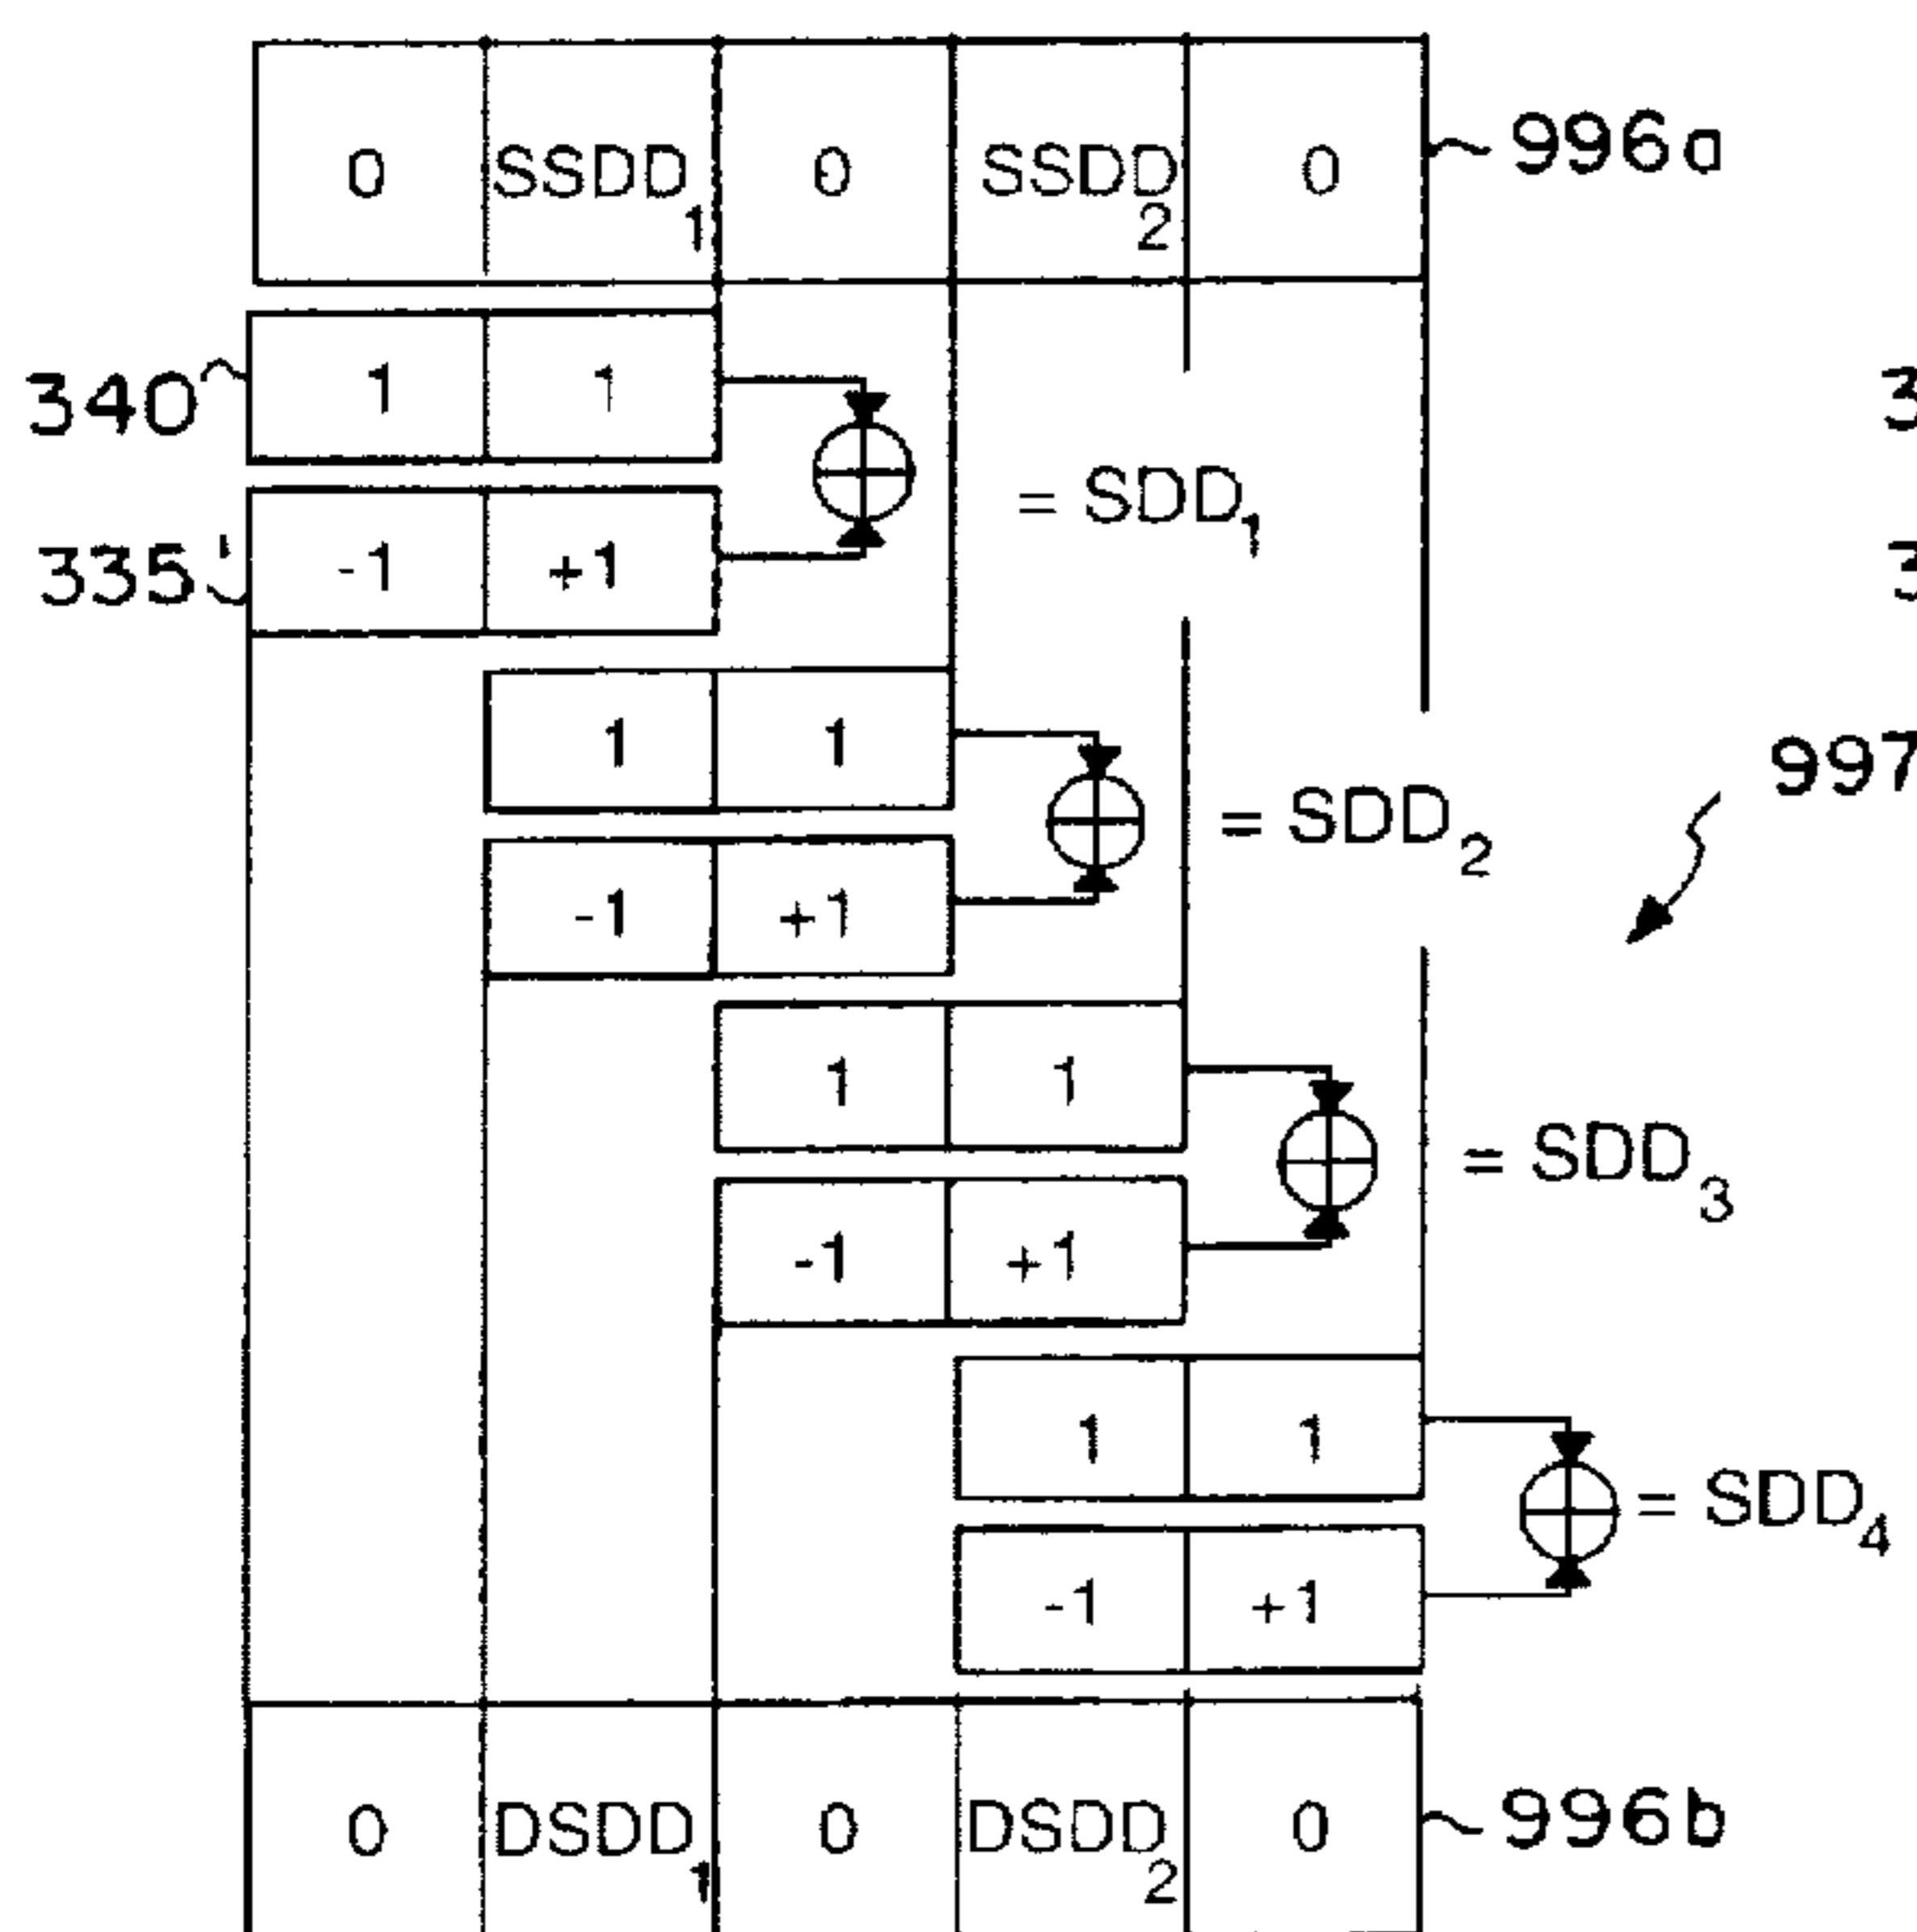 0 SSDD1 0 SSDD2 0 996a
340 1 1
= SDD1
335' -1 +1
1 1
997
= SDD2
-1 +1
1 1
= SDD3
-1 +1
1 1
= SDD4
-1 +1
0 DSDD1 0 DSDD2 0 996b